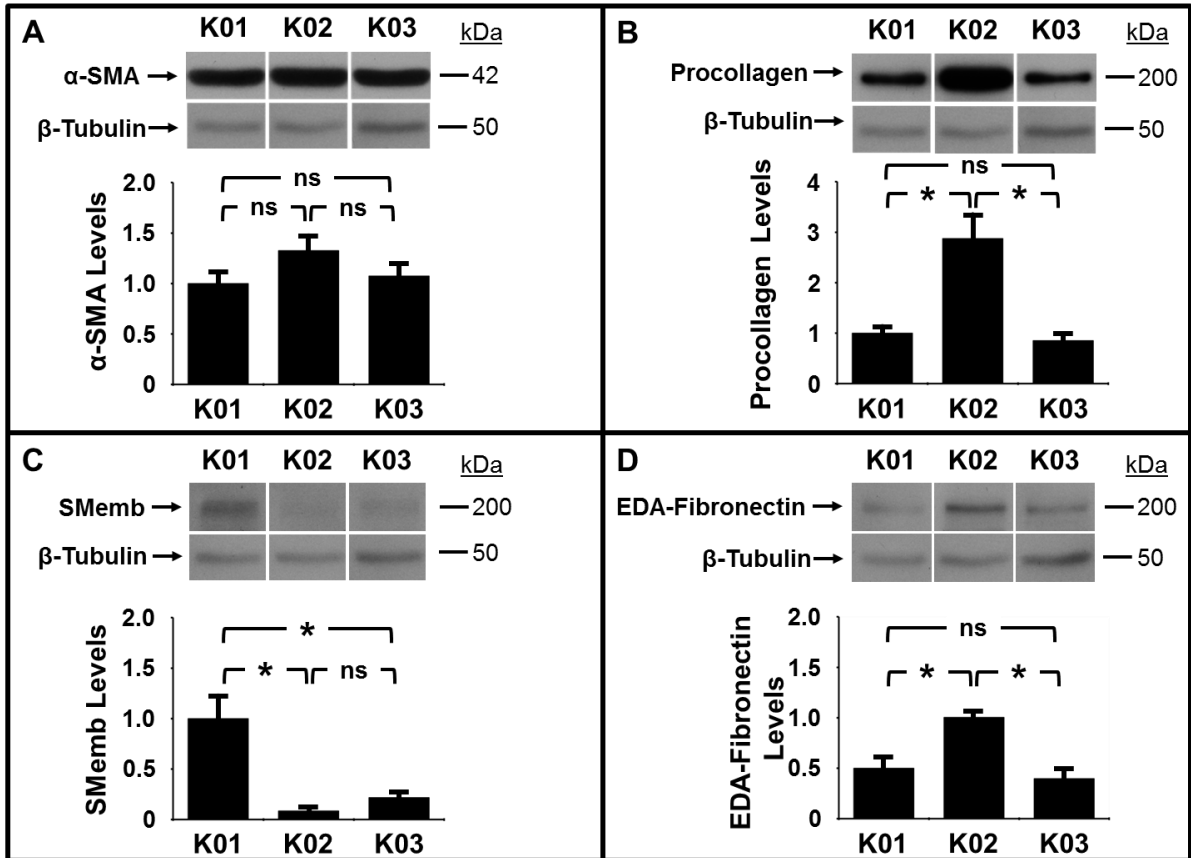 A K01 K02 K03 kDa
α-SMA 42
β-Tubulin 50
α-SMA Levels
2.0
1.5
1.0
0.5
0
ns
ns ns
K01 K02 K03
B K01 K02 K03 kDa
Procollagen 200
β-Tubulin 50
Procollagen Levels
4
3
2
1
0
ns
* *
K01 K02 K03
C K01 K02 K03 kDa
SMemb 200
β-Tubulin 50
SMemb Levels
2.0
1.5
1.0
0.5
0
*
* ns
K01 K02 K03
D K01 K02 K03 kDa
EDA-Fibronectin 200
β-Tubulin 50
EDA-Fibronectin
Levels
2.0
1.5
1.0
0.5
0
ns
* *
K01 K02 K03